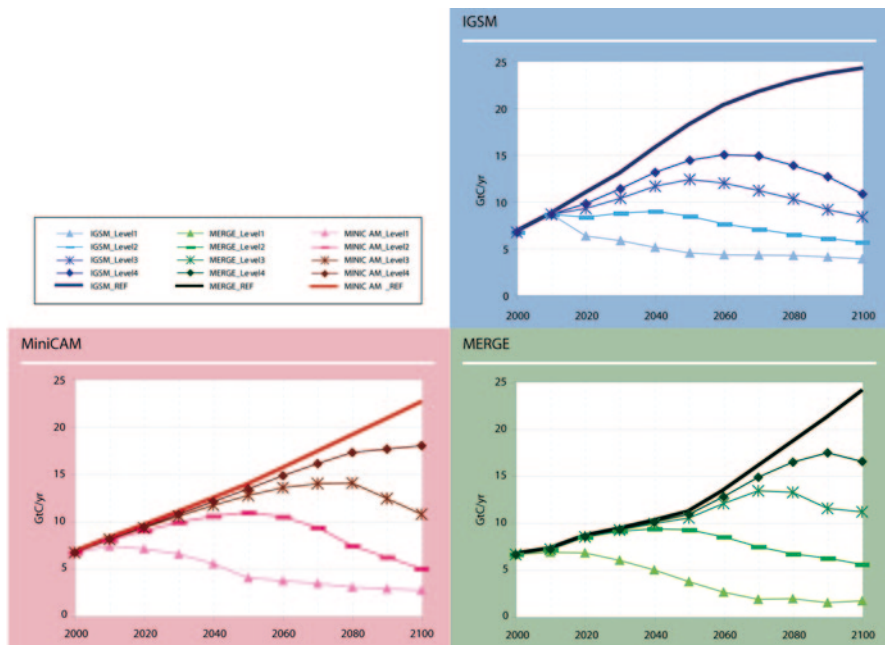 IGSM
25
20
15
10
5
0
GtC/yr
2000 2020 2040 2060 2080 2100
IGSM_Level1 MERGE_Level1 MINIC AM_Level1
IGSM_Level2 MERGE_Level2 MINIC AM_Level2
IGSM_Level3 MERGE_Level3 MINIC AM_Level3
IGSM_Level4 MERGE_Level4 MINIC AM_Level4
IGSM_REF MERGE_REF MINIC AM _REF
MiniCAM
25
20
15
10
5
0
GtC/yr
2000 2020 2040 2060 2080 2100
MERGE
25
20
15
10
5
0
GtC/yr
2000 2020 2040 2060 2080 2100